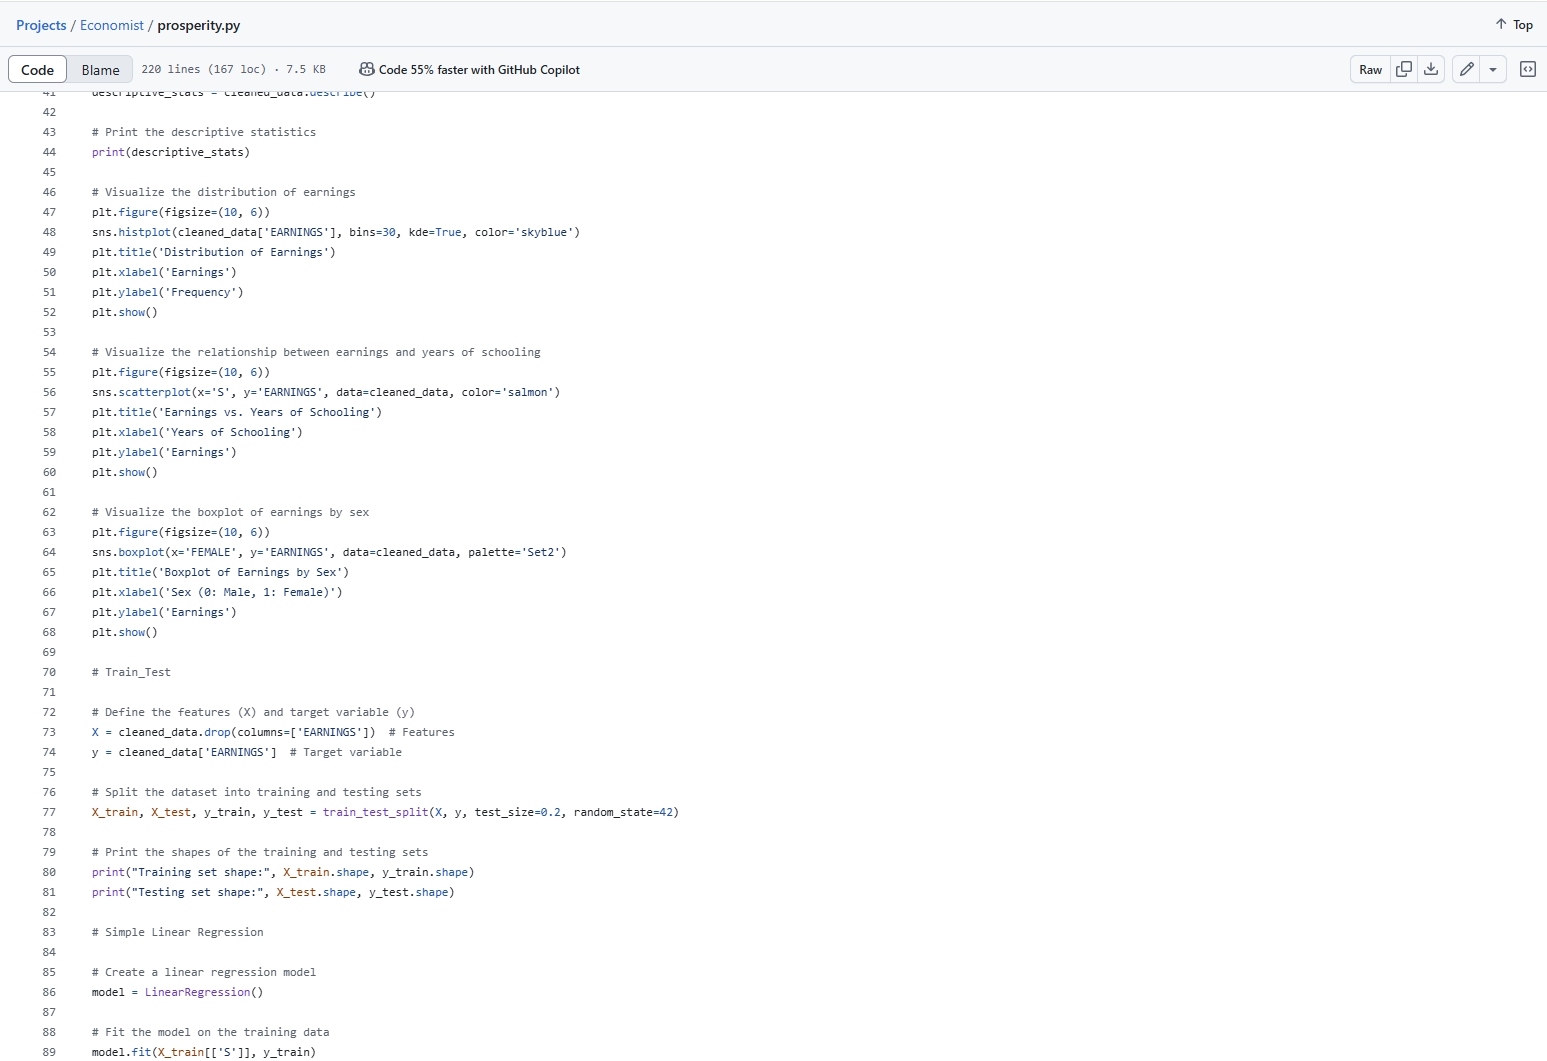 Projects / Economist / prosperity.py
Top
Code Blame 220 lines (167 loc) · 7.5 KB Code 55% faster with GitHub Copilot
Raw
41 descriptive_stats = cleaned_data.describe()
42
43 # Print the descriptive statistics
44 print(descriptive_stats)
45
46 # Visualize the distribution of earnings
47 plt.figure(figsize=(10, 6))
48 sns.histplot(cleaned_data['EARNINGS'], bins=30, kde=True, color='skyblue')
49 plt.title('Distribution of Earnings')
50 plt.xlabel('Earnings')
51 plt.ylabel('Frequency')
52 plt.show()
53
54 # Visualize the relationship between earnings and years of schooling
55 plt.figure(figsize=(10, 6))
56 sns.scatterplot(x='S', y='EARNINGS', data=cleaned_data, color='salmon')
57 plt.title('Earnings vs. Years of Schooling')
58 plt.xlabel('Years of Schooling')
59 plt.ylabel('Earnings')
60 plt.show()
61
62 # Visualize the boxplot of earnings by sex
63 plt.figure(figsize=(10, 6))
64 sns.boxplot(x='FEMALE', y='EARNINGS', data=cleaned_data, palette='Set2')
65 plt.title('Boxplot of Earnings by Sex')
66 plt.xlabel('Sex (0: Male, 1: Female)')
67 plt.ylabel('Earnings')
68 plt.show()
69
70 # Train_Test
71
72 # Define the features (X) and target variable (y)
73 X = cleaned_data.drop(columns=['EARNINGS'])  # Features
74 y = cleaned_data['EARNINGS']  # Target variable
75
76 # Split the dataset into training and testing sets
77 X_train, X_test, y_train, y_test = train_test_split(X, y, test_size=0.2, random_state=42)
78
79 # Print the shapes of the training and testing sets
80 print("Training set shape:", X_train.shape, y_train.shape)
81 print("Testing set shape:", X_test.shape, y_test.shape)
82
83 # Simple Linear Regression
84
85 # Create a linear regression model
86 model = LinearRegression()
87
88 # Fit the model on the training data
89 model.fit(X_train[['S']], y_train)